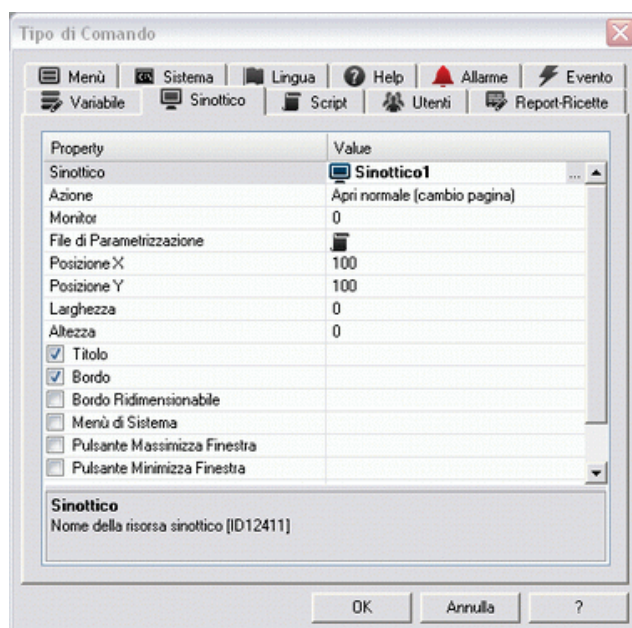 Tipo di Comando
Menù Sistema Lingua Help Allarme Evento
Variabile Sinottico Script Utenti Report-Ricette
Property Value
Sinottico Sinottico1 ...
Azione Apri normale (cambio pagina)
Monitor 0
File di Parametrizzazione
Posizione X 100
Posizione Y 100
Larghezza 0
Altezza 0
Titolo
Bordo
Bordo Ridimensionabile
Menù di Sistema
Pulsante Massimizza Finestra
Pulsante Minimizza Finestra
Sinottico
Nome della risorsa sinottico [ID12411]
OK Annulla ?